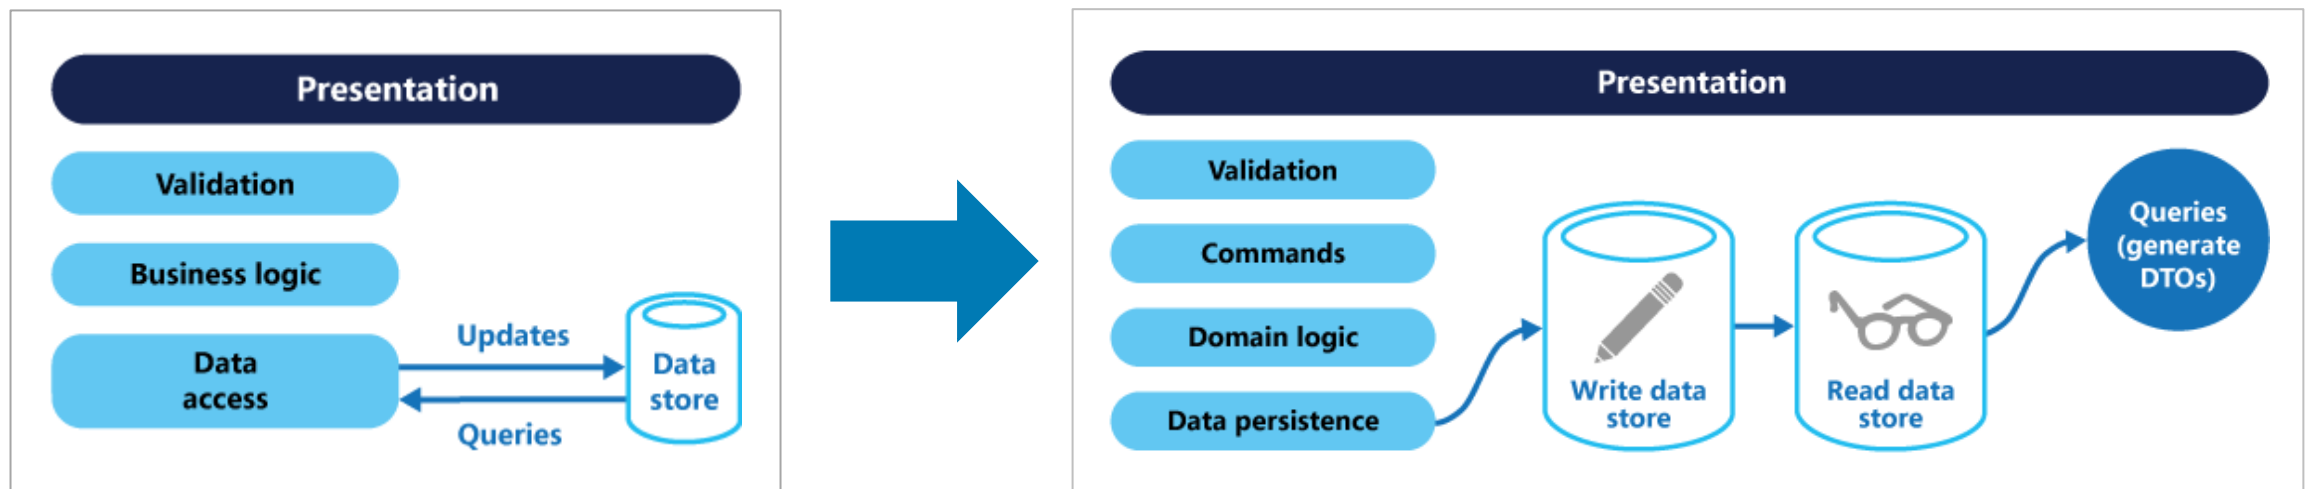 Presentation
Validation
Business logic
Data
access
Updates
Queries
Data
store
Presentation
Validation
Commands
Domain logic
Data persistence
Write data
store
Read data
store
Queries
(generate
DTOs)